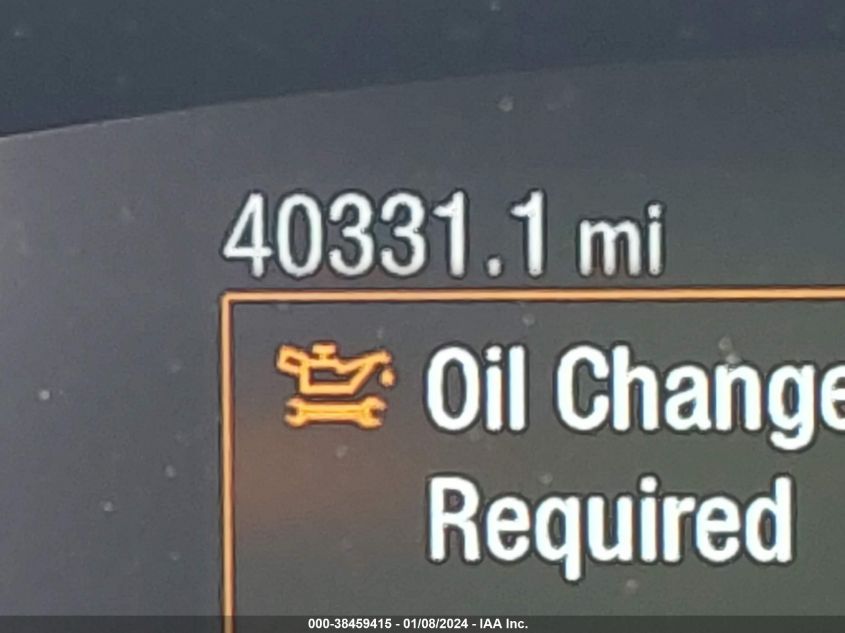 40331.1 mi
Oil Change
Required
000-38459415 - 01/08/2024 - IAA Inc.